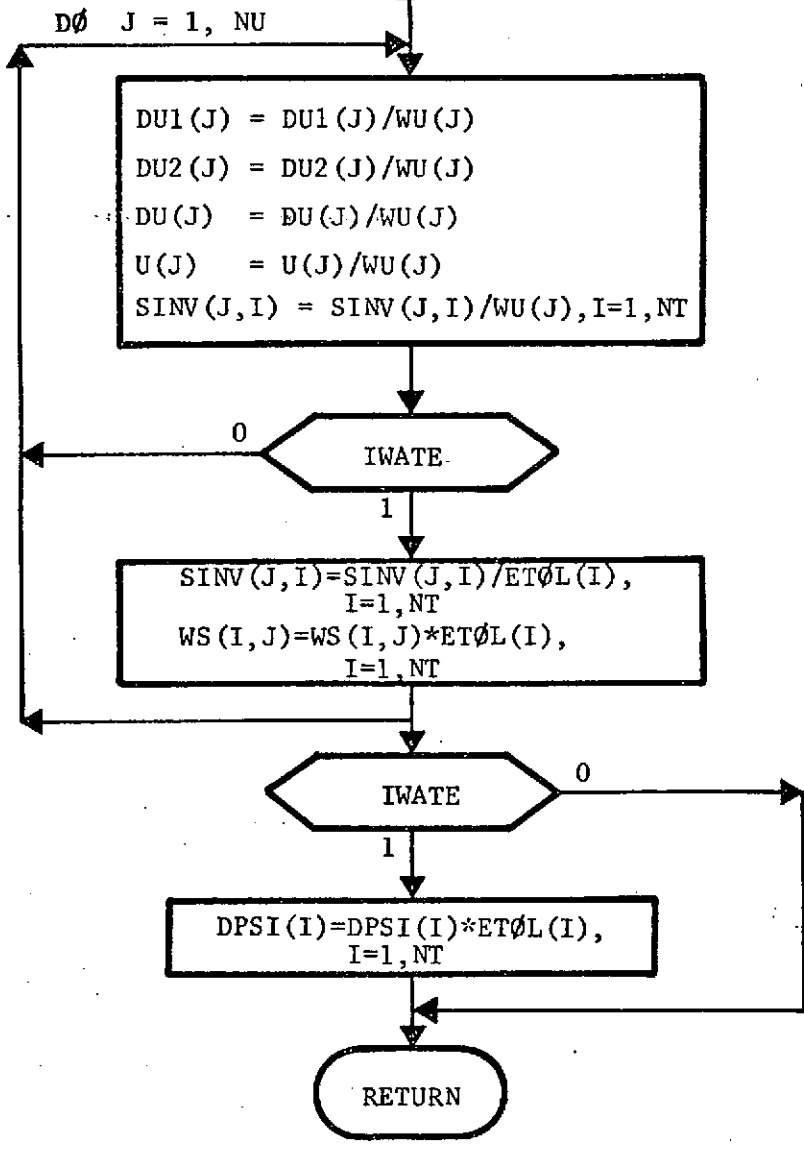 DØ J = 1, NU
DU1(J) = DU1(J)/WU(J)
DU2(J) = DU2(J)/WU(J)
DU(J) = DU(J)/WU(J)
U(J) = U(J)/WU(J)
SINV(J,I) = SINV(J,I)/WU(J),I=1,NT
0
IWATE
1
SINV(J,I)=SINV(J,I)/ETØL(I),
I=1,NT
WS(I,J)=WS(I,J)*ETØL(I),
I=1,NT
IWATE
0
1
DPSI(I)=DPSI(I)*ETØL(I),
I=1,NT
RETURN